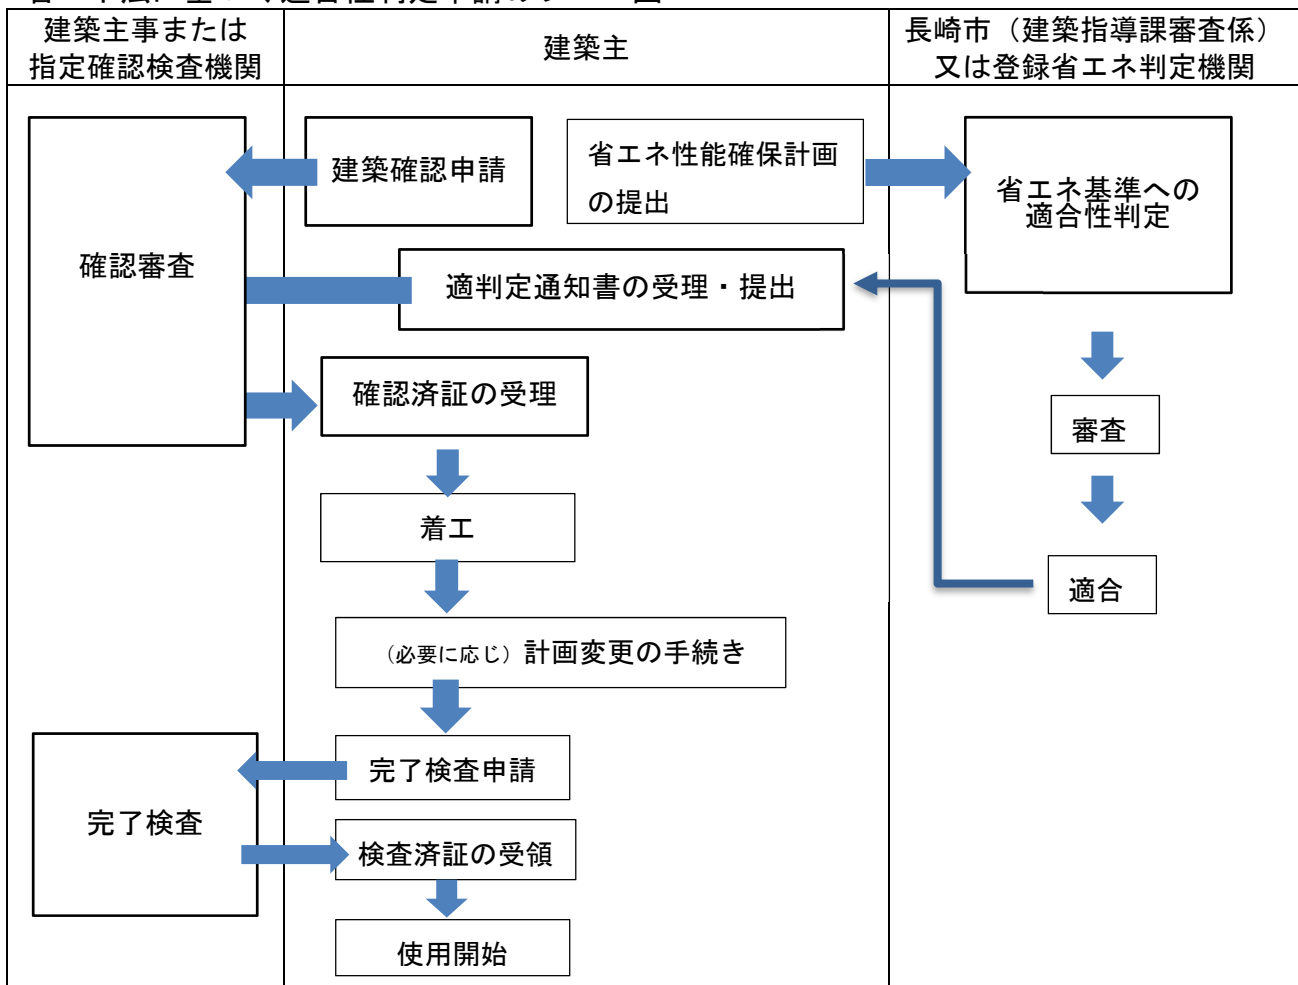 建築主事または
指定確認検査機関
建築主
長崎市（建築指導課審査係）
又は登録省エネ判定機関
建築確認申請
省エネ性能確保計画
の提出
省エネ基準への
適合性判定
確認審査
適判定通知書の受理・提出
確認済証の受理
審査
着工
適合
（必要に応じ）計画変更の手続き
完了検査申請
完了検査
検査済証の受領
使用開始